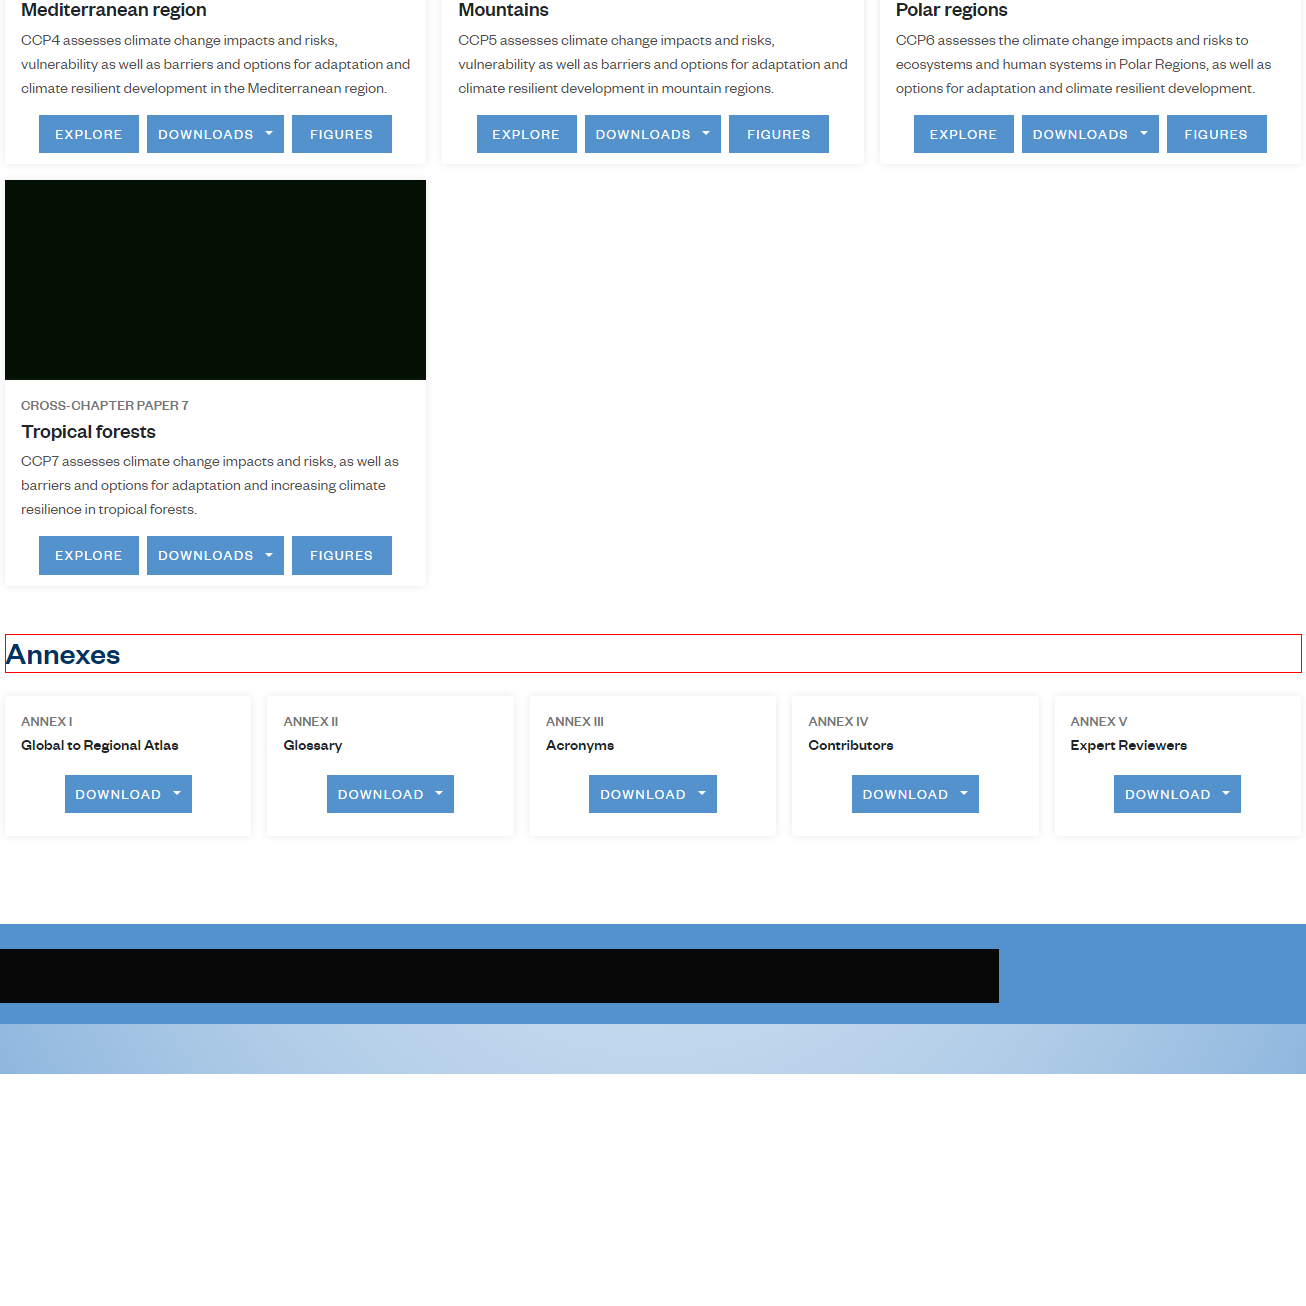 Mediterranean region
CCP4 assesses climate change impacts and risks,
vulnerability as well as barriers and options for adaptation and
climate resilient development in the Mediterranean region.
EXPLORE
DOWNLOADS
FIGURES
Mountains
CCP5 assesses climate change impacts and risks,
vulnerability as well as barriers and options for adaptation and
climate resilient development in mountain regions.
EXPLORE
DOWNLOADS
FIGURES
Polar regions
CCP6 assesses the climate change impacts and risks to
ecosystems and human systems in Polar Regions, as well as
options for adaptation and climate resilient development.
EXPLORE
DOWNLOADS
FIGURES
CROSS-CHAPTER PAPER 7
Tropical forests
CCP7 assesses climate change impacts and risks, as well as
barriers and options for adaptation and increasing climate
resilience in tropical forests.
EXPLORE
DOWNLOADS
FIGURES
Annexes
ANNEX I
Global to Regional Atlas
DOWNLOAD
ANNEX II
Glossary
DOWNLOAD
ANNEX III
Acronyms
DOWNLOAD
ANNEX IV
Contributors
DOWNLOAD
ANNEX V
Expert Reviewers
DOWNLOAD